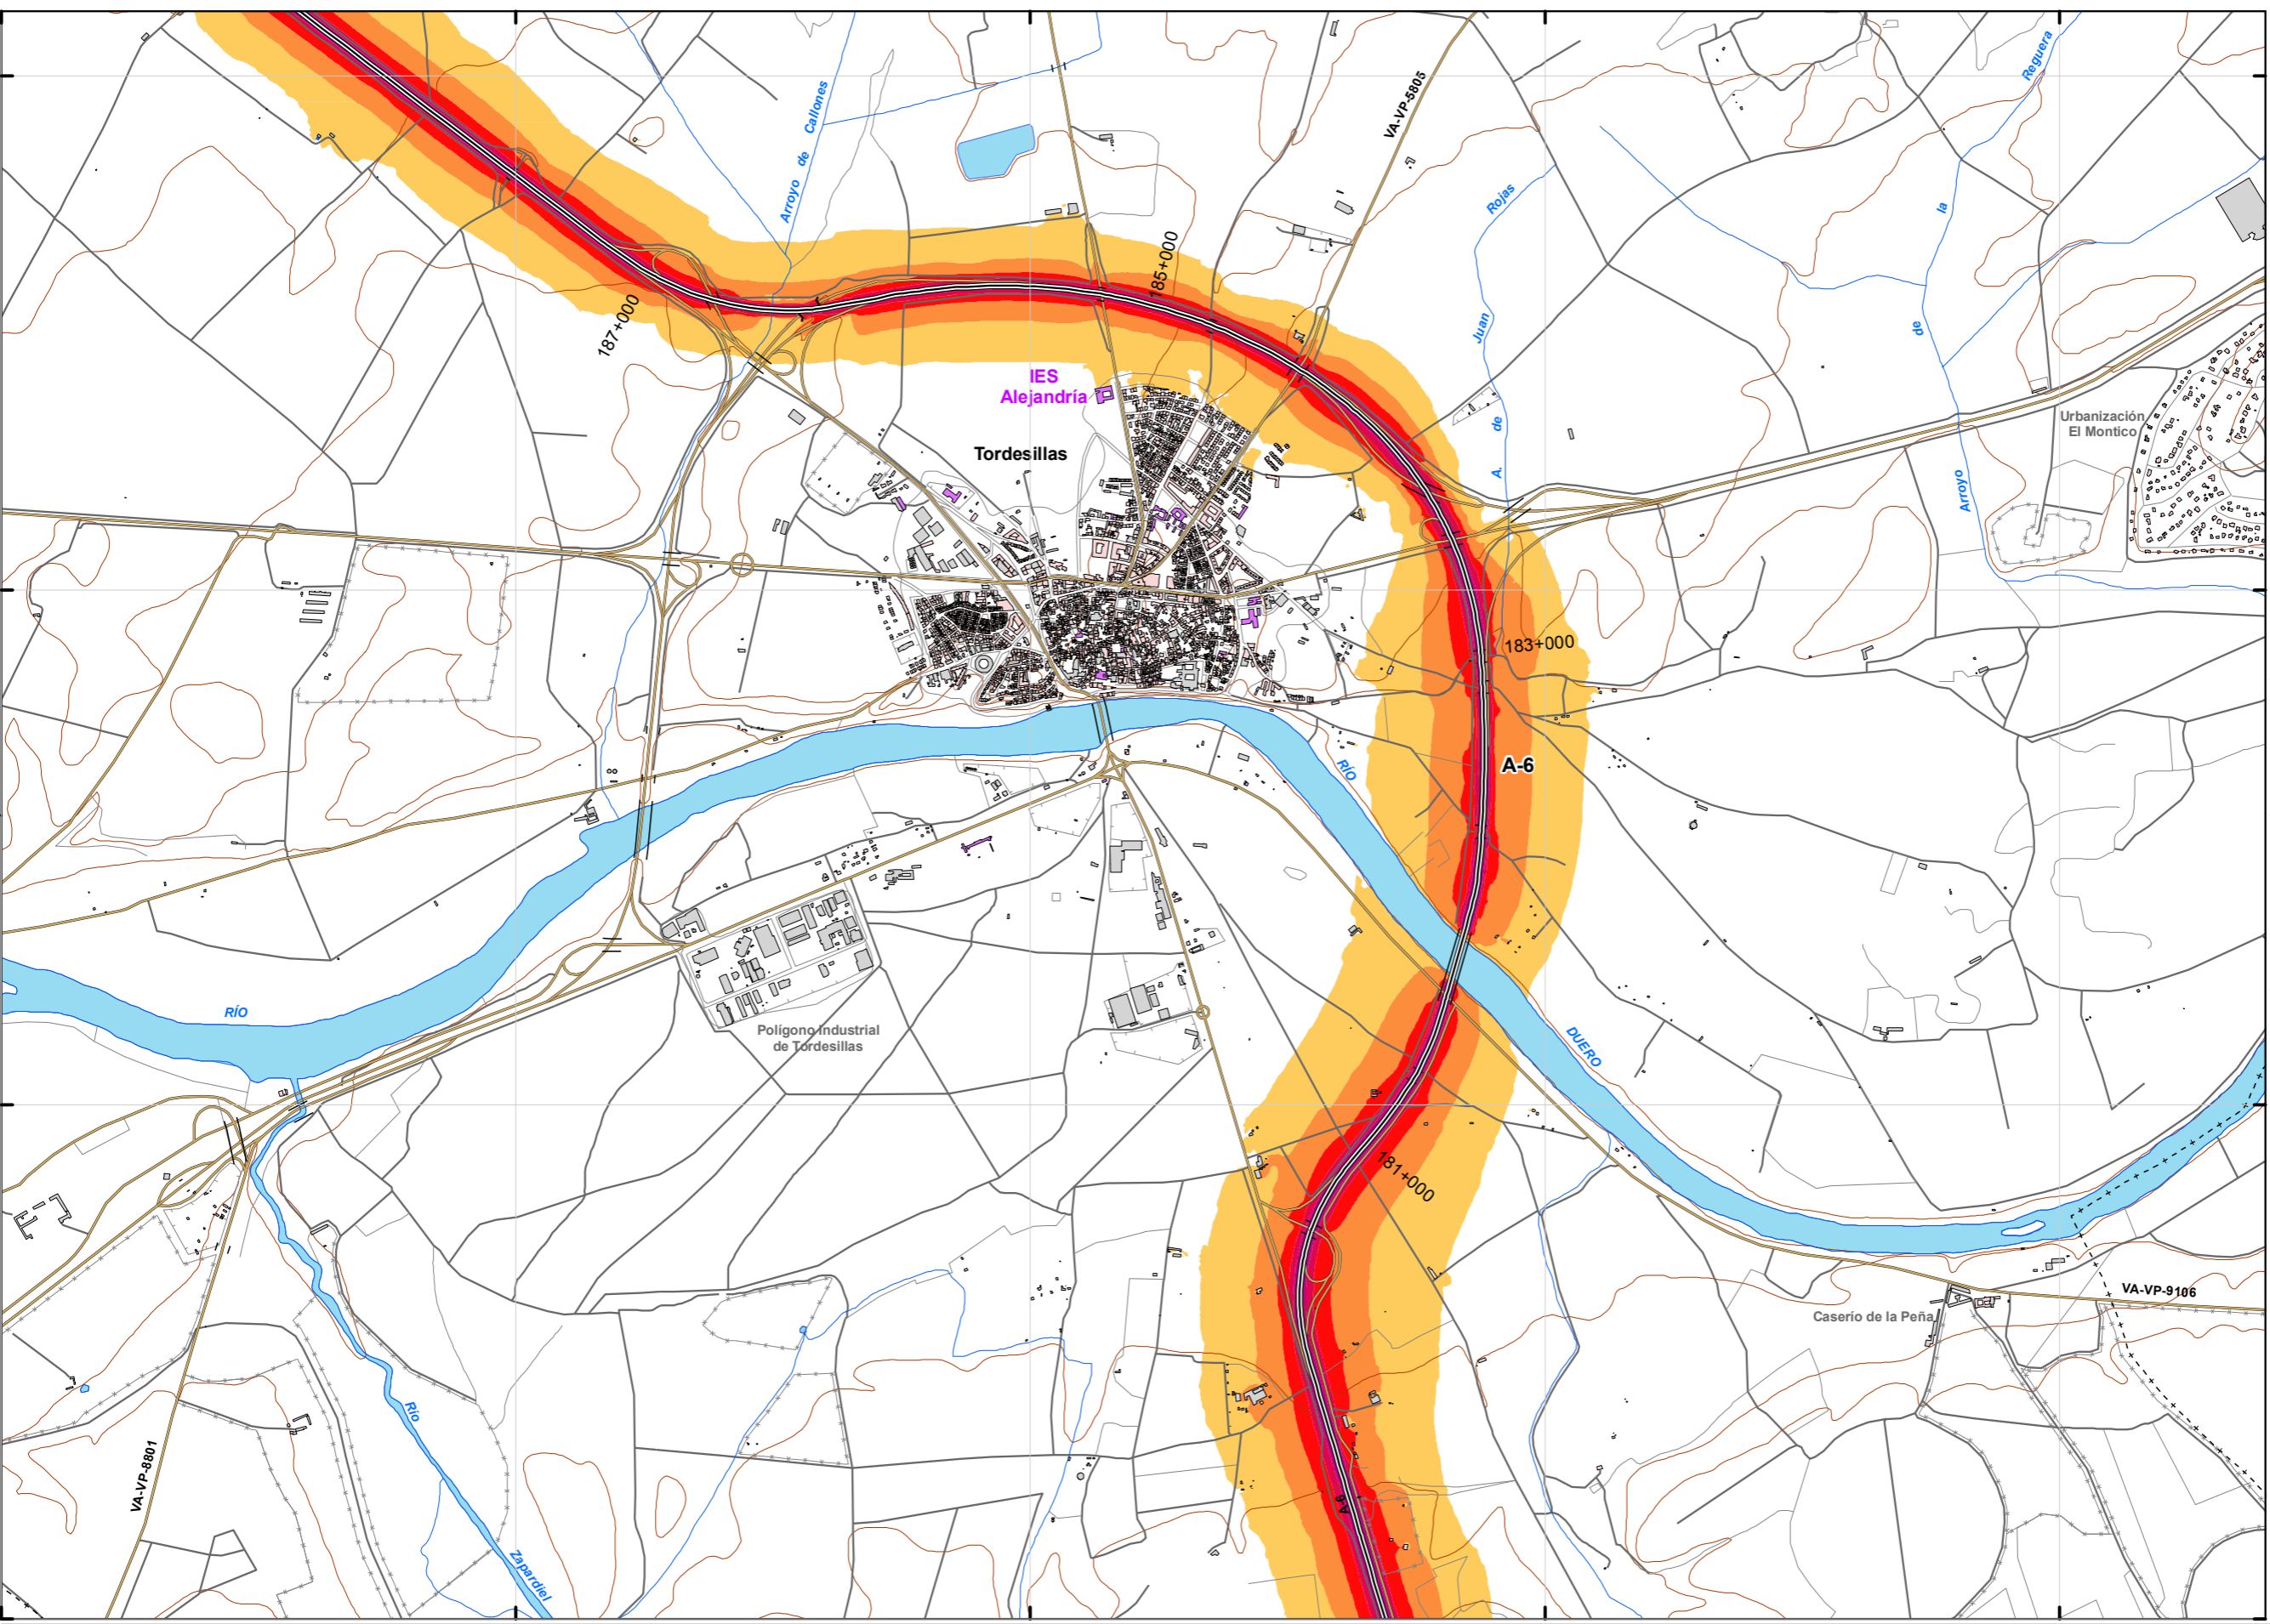 Reguera
la
de
Arroyo
Arroyo de Callones
VA-VP-5805
Rojas
Juan
de
A.
185+000
187+000
IES
Alejandría
Tordesillas
Urbanización
El Montico
183+000
A-6
RÍO
RÍO
DUERO
Polígono Industrial
de Tordesillas
181+000
VA-VP-9106
Caserío de la Peña
VA-VP-8801
Río
Zapardiel
A-6